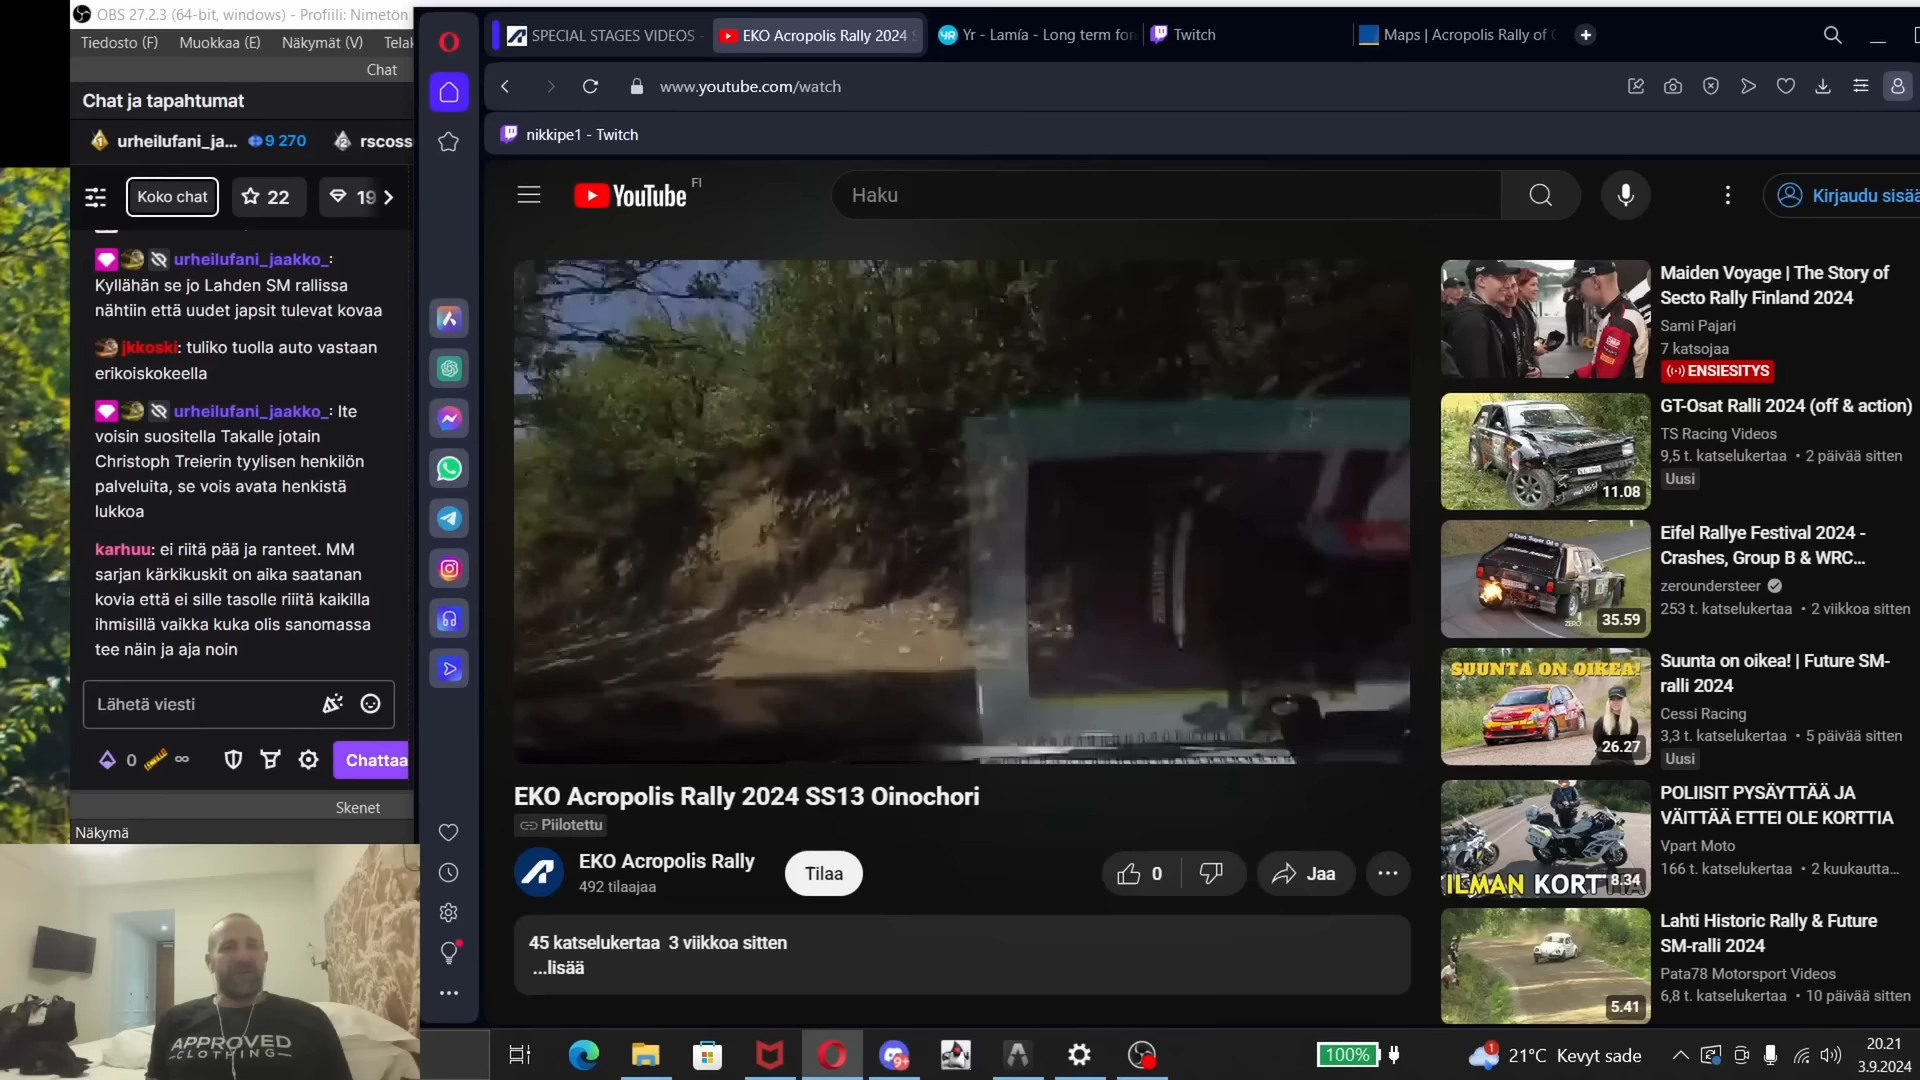 OBS 27.2.3 (64-bit, windows) - Profiili: Nimetön
Tiedosto (F) Muokkaa (E) Näkymät (V) Telak
Chat
Chat ja tapahtumat
urheilufani_ja... 9 270 rscoss
Koko chat 22 19
urheilufani_jaakko_:
Kyllähän se jo Lahden SM rallissa
nähtiin että uudet japsit tulevat kovaa
jkkoski: tuliko tuolla auto vastaan
erikoiskokeella
urheilufani_jaakko_: Ite
voisin suositella Takalle jotain
Christoph Treierin tyylisen henkilön
palveluita, se vois avata henkistä
lukkoa
karhuu: ei riitä pää ja ranteet. MM
sarjan kärkikuskit on aika saatanan
kovia että ei sille tasolle riiitä kaikilla
ihmisillä vaikka kuka olis sanomassa
tee näin ja aja noin
Lähetä viesti
0 ∞ Chattaa
Skenet
Näkymä
APPROVED
CLOTHING
SPECIAL STAGES VIDEOS - EKO Acropolis Rally 2024 S Yr - Lamía - Long term for Twitch Maps | Acropolis Rally of G
www.youtube.com/watch
nikkipe1 - Twitch
YouTube FI
Haku
Kirjaudu sisää
EKO Acropolis Rally 2024 SS13 Oinochori
Piilotettu
EKO Acropolis Rally
492 tilaajaa
Tilaa
0
Jaa
45 katselukertaa 3 viikkoa sitten
...lisää
Maiden Voyage | The Story of
Secto Rally Finland 2024
Sami Pajari
7 katsojaa
ENSIESITYS
11.08
GT-Osat Ralli 2024 (off & action)
TS Racing Videos
9,5 t. katselukertaa • 2 päivää sitten
Uusi
35.59
Eifel Rallye Festival 2024 -
Crashes, Group B & WRC...
zeroundersteer
253 t. katselukertaa • 2 viikkoa sitten
SUUNTA ON OIKEA!
26.27
Suunta on oikea! | Future SM-
ralli 2024
Cessi Racing
3,3 t. katselukertaa • 5 päivää sitten
Uusi
ILMAN KORTTIA
8.34
POLIISIT PYSÄYTTÄÄ JA
VÄITTÄÄ ETTEI OLE KORTTIA
Vpart Moto
166 t. katselukertaa • 2 kuukautta...
5.41
Lahti Historic Rally & Future
SM-ralli 2024
Pata78 Motorsport Videos
6,8 t. katselukertaa • 10 päivää sitten
9+
100%
1
21°C Kevyt sade
20.21
3.9.2024